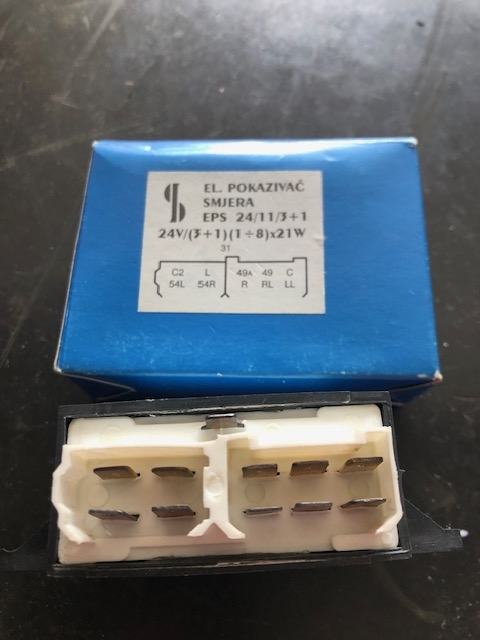 EL. POKAZIVAČ
SMJERA
EPS 24/11/3+1
24V/(3+1)(1÷8)x21W
31
C2 L 49A 49 C
54L 54R R RL LL